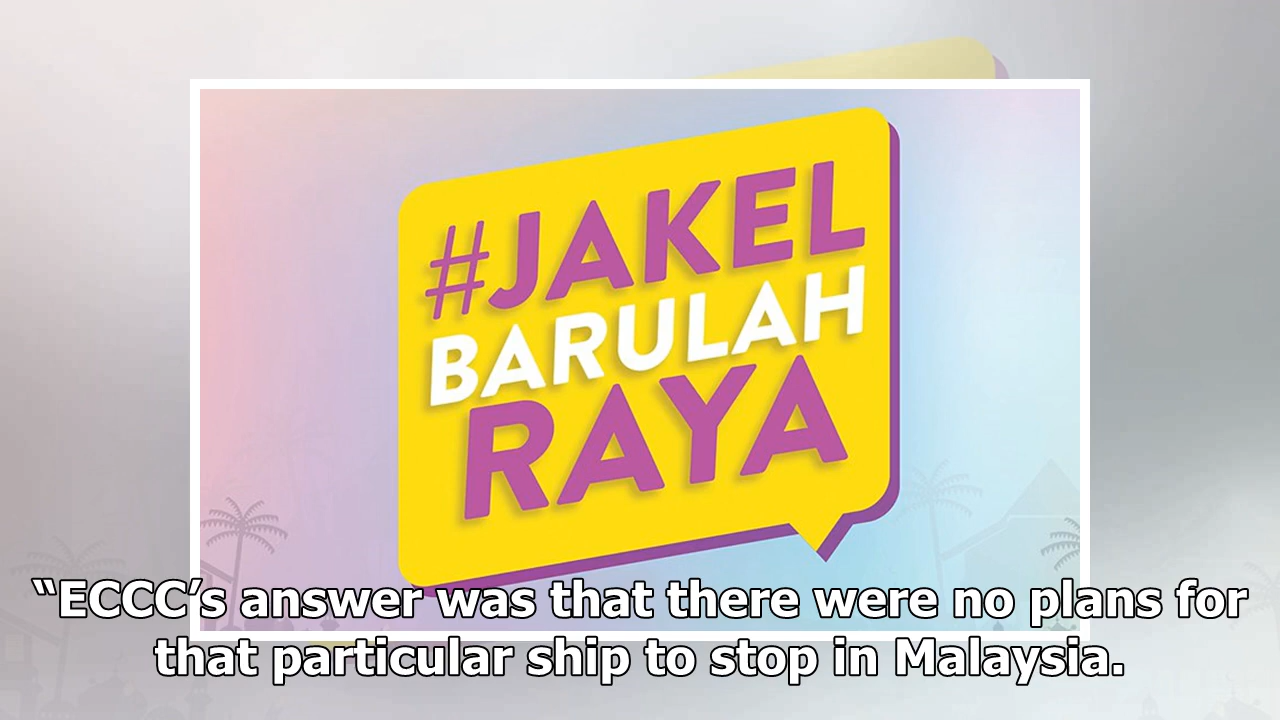 #JAKEL
BARULAH
RAYA
“ECCC’s answer was that there were no plans for
that particular ship to stop in Malaysia.